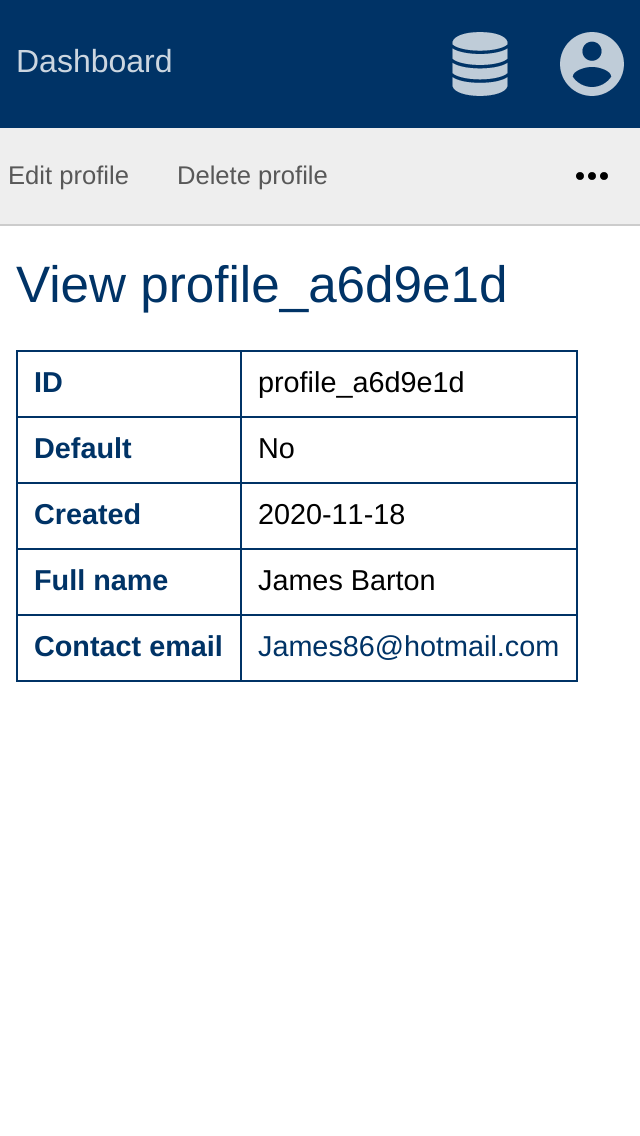 Dashboard
Edit profile Delete profile
View profile_a6d9e1d
ID profile_a6d9e1d
Default No
Created 2020-11-18
Full name James Barton
Contact email James86@hotmail.com